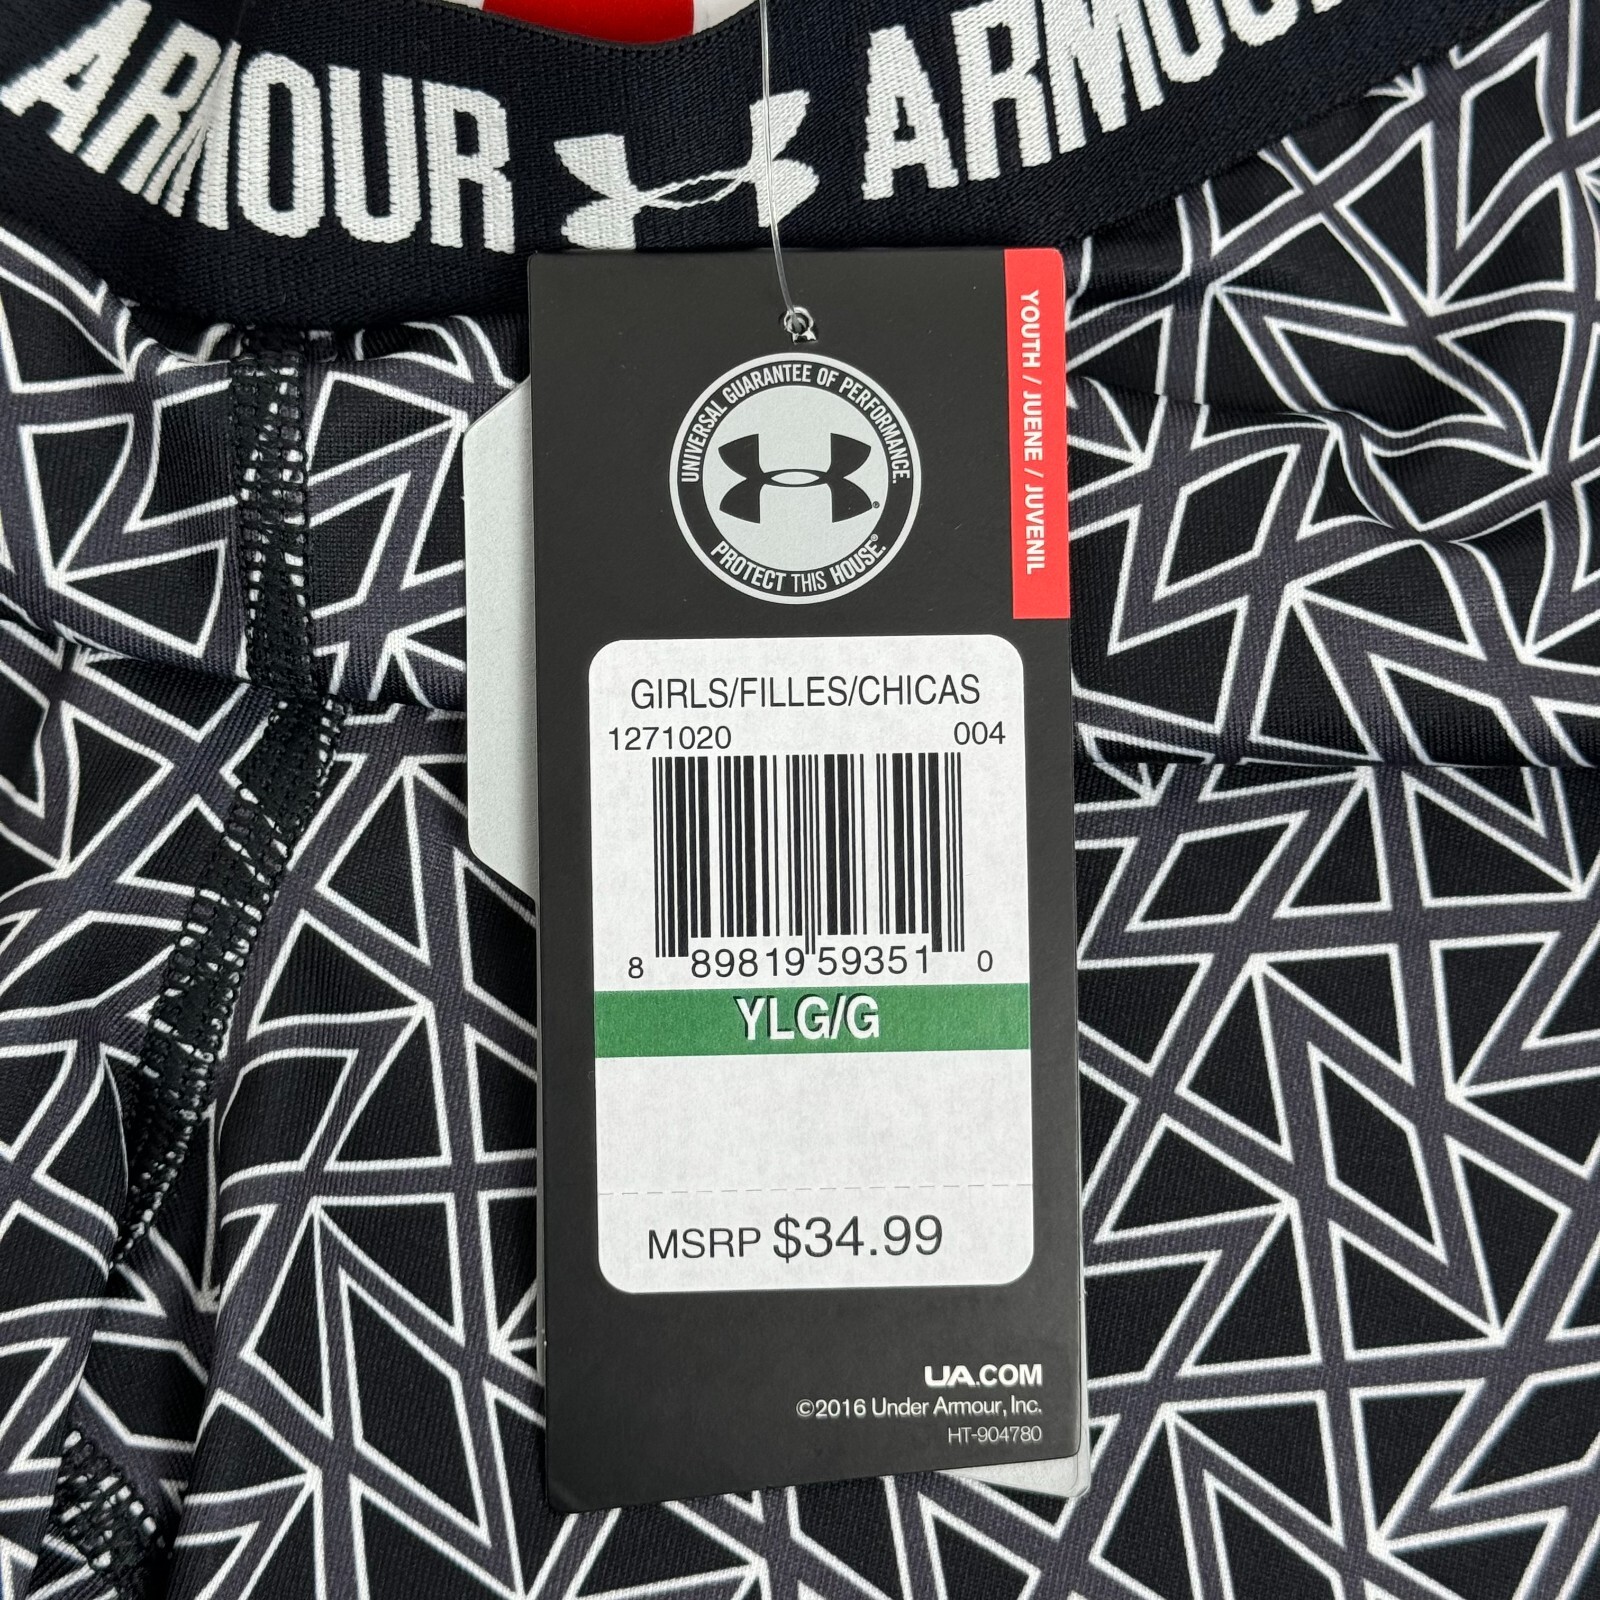 ARMOUR ARMOUR
YOUTH / JUENE / JUVENIL
UNIVERSAL GUARANTEE OF PERFORMANCE.
PROTECT THIS HOUSE®.
GIRLS/FILLES/CHICAS
1271020 004
8 89819 59351 0
YLG/G
MSRP $34.99
UA.COM
©2016 Under Armour, Inc.
HT-904780